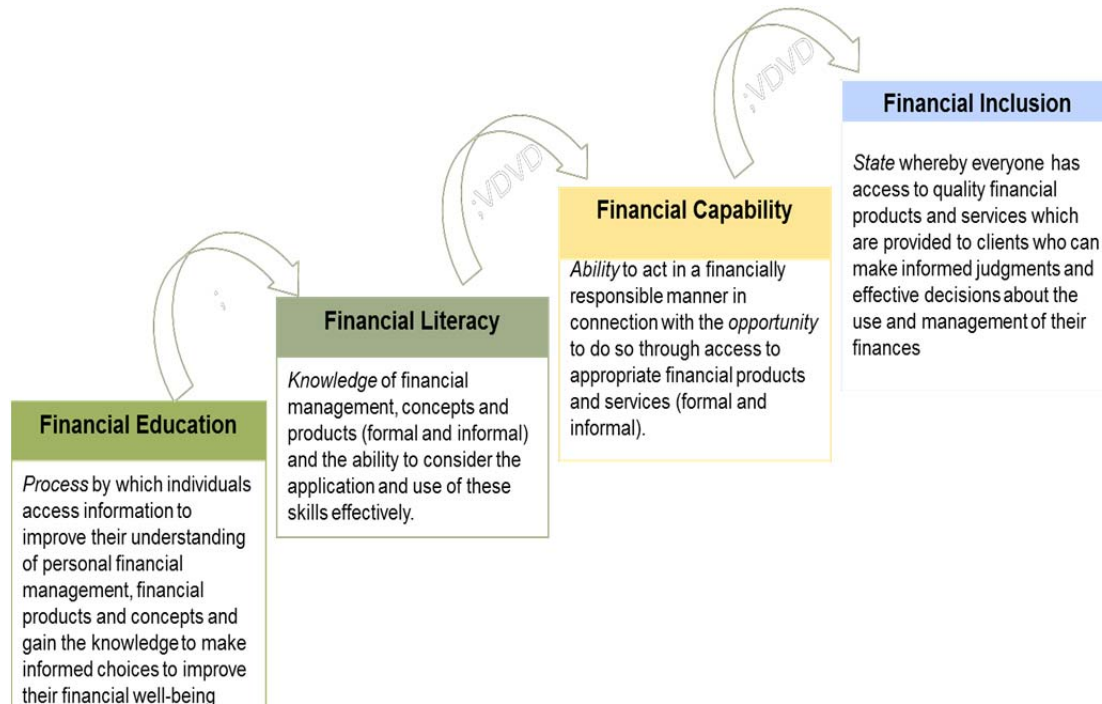 Financial Education
Process by which individuals
access information to
improve their understanding
of personal financial
management, financial
products and concepts and
gain the knowledge to make
informed choices to improve
their financial well-being
;
Financial Literacy
Knowledge of financial
management, concepts and
products (formal and informal)
and the ability to consider the
application and use of these
skills effectively.
;VDVD
Financial Capability
Ability to act in a financially
responsible manner in
connection with the opportunity
to do so through access to
appropriate financial products
and services (formal and
informal).
;VDVD
Financial Inclusion
State whereby everyone has
access to quality financial
products and services which
are provided to clients who can
make informed judgments and
effective decisions about the
use and management of their
finances